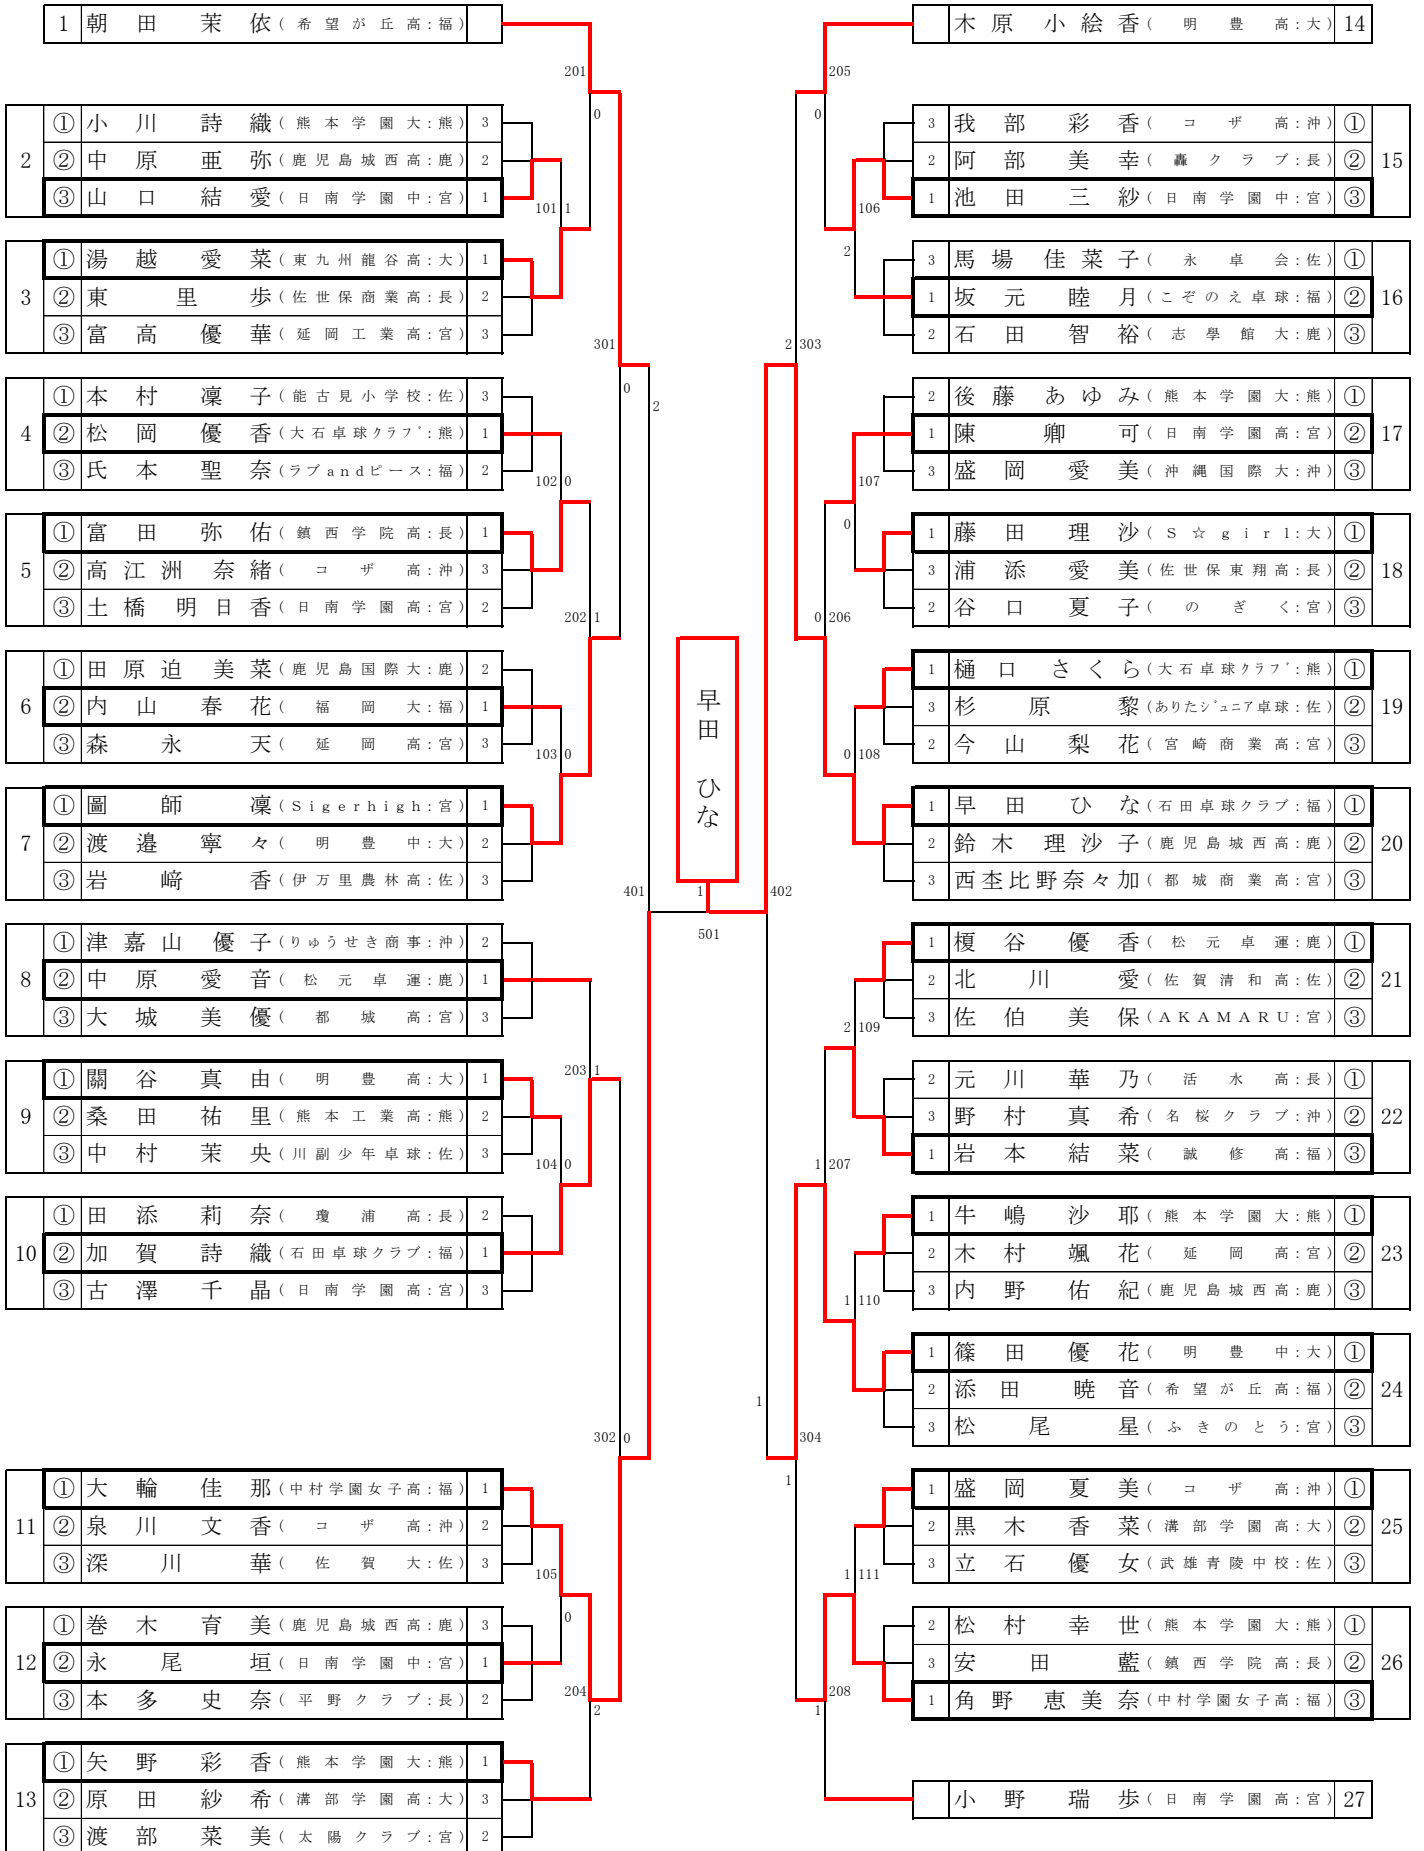 1 朝田 茉依 (希望が丘高:福)
201
0
2
① 小川 詩織 (熊本学園大:熊) 3
② 中原 亜弥 (鹿児島城西高:鹿) 2
③ 山口 結愛 (日南学園中:宮) 1
101 1
3
① 湯越 愛菜 (東九州龍谷高:大) 1
② 東 里歩 (佐世保商業高:長) 2
③ 富高 優華 (延岡工業高:宮) 3
301
0
2
4
① 本村 凜子 (能古見小学校:佐) 3
② 松岡 優香 (大石卓球クラブ:熊) 1
③ 氏本 聖奈 (ラブandピース:福) 2
102 0
5
① 富田 弥佑 (鎮西学院高:長) 1
② 高江洲 奈緒 (コザ高:沖) 3
③ 土橋 明日香 (日南学園高:宮) 2
202 1
6
① 田原迫 美菜 (鹿児島国際大:鹿) 2
② 内山 春花 (福岡大:福) 1
③ 森永 天 (延岡高:宮) 3
103 0
7
① 圖師 凜 (Sigerhigh:宮) 1
② 渡邉 寧々 (明豊中:大) 2
③ 岩﨑 香 (伊万里農林高:佐) 3
401
8
① 津嘉山 優子 (りゅうせき商事:沖) 2
② 中原 愛音 (松元卓運:鹿) 1
③ 大城 美優 (都城高:宮) 3
203 1
9
① 關谷 真由 (明豊高:大) 1
② 桑田 祐里 (熊本工業高:熊) 2
③ 中村 茉央 (川副少年卓球:佐) 3
104 0
10
① 田添 莉奈 (瓊浦高:長) 2
② 加賀 詩織 (石田卓球クラブ:福) 1
③ 古澤 千晶 (日南学園高:宮) 3
302 0
11
① 大輪 佳那 (中村学園女子高:福) 1
② 泉川 文香 (コザ高:沖) 2
③ 深川 華 (佐賀大:佐) 3
105
0
12
① 巻木 育美 (鹿児島城西高:鹿) 3
② 永尾 垣 (日南学園中:宮) 1
③ 本多 史奈 (平野クラブ:長) 2
204
2
13
① 矢野 彩香 (熊本学園大:熊) 1
② 原田 紗希 (溝部学園高:大) 3
③ 渡部 菜美 (太陽クラブ:宮) 2
早田 ひな
1
501
木原 小絵香 (明豊高:大) 14
205
0
3 我部 彩香 (コザ高:沖) ①
2 阿部 美幸 (轟クラブ:長) ②
1 池田 三紗 (日南学園中:宮) ③
15
106
2
3 馬場 佳菜子 (永卓会:佐) ①
1 坂元 睦月 (こぞのえ卓球:福) ②
2 石田 智裕 (志學館大:鹿) ③
16
2 303
2 後藤 あゆみ (熊本学園大:熊) ①
1 陳 卿可 (日南学園高:宮) ②
3 盛岡 愛美 (沖縄国際大:沖) ③
17
107
0
1 藤田 理沙 (S☆girl:大) ①
3 浦添 愛美 (佐世保東翔高:長) ②
2 谷口 夏子 (のぎく:宮) ③
18
0 206
1 樋口 さくら (大石卓球クラブ:熊) ①
3 杉原 黎 (ありたジュニア卓球:佐) ②
2 今山 梨花 (宮崎商業高:宮) ③
19
0 108
1 早田 ひな (石田卓球クラブ:福) ①
2 鈴木 理沙子 (鹿児島城西高:鹿) ②
3 西杢比野奈々加 (都城商業高:宮) ③
20
402
1 榎谷 優香 (松元卓運:鹿) ①
2 北川 愛 (佐賀清和高:佐) ②
3 佐伯 美保 (AKAMARU:宮) ③
21
2 109
2 元川 華乃 (活水高:長) ①
3 野村 真希 (名桜クラブ:沖) ②
1 岩本 結菜 (誠修高:福) ③
22
1 207
1 牛嶋 沙耶 (熊本学園大:熊) ①
2 木村 颯花 (延岡高:宮) ②
3 内野 佑紀 (鹿児島城西高:鹿) ③
23
1 110
1 篠田 優花 (明豊中:大) ①
2 添田 暁音 (希望が丘高:福) ②
3 松尾 星 (ふきのとう:宮) ③
24
1
304
1
1 盛岡 夏美 (コザ高:沖) ①
2 黒木 香菜 (溝部学園高:大) ②
3 立石 優女 (武雄青陵中校:佐) ③
25
1 111
2 松村 幸世 (熊本学園大:熊) ①
3 安田 藍 (鎮西学院高:長) ②
1 角野 恵美奈 (中村学園女子高:福) ③
26
208
1
小野 瑞歩 (日南学園高:宮) 27